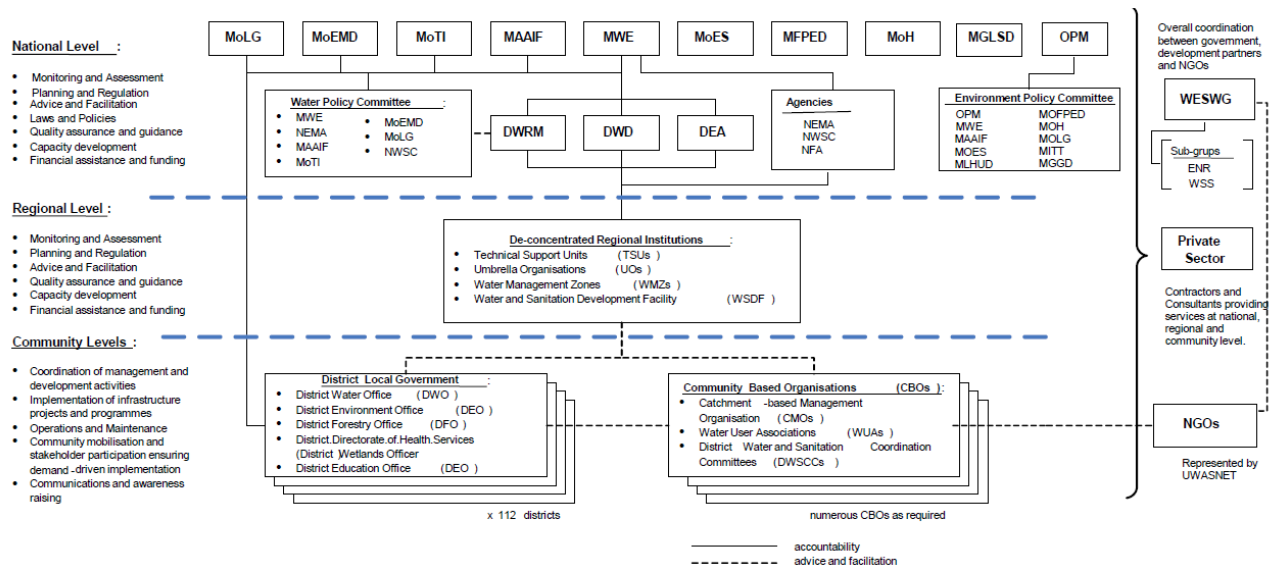 MoLG MoEMD MoTI MAAIF MWE MoES MFPED MoH MGLSD OPM
National Level :
• Monitoring and Assessment
• Planning and Regulation
• Advice and Facilitation
• Laws and Policies
• Quality assurance and guidance
• Capacity development
• Financial assistance and funding
Water Policy Committee :
• MWE
• NEMA
• MAAIF
• MoTI
• MoEMD
• MoLG
• NWSC
DWRM DWD DEA
Agencies :
NEMA
NWSC
NFA
Environment Policy Committee
OPM MOFPED
MWE MOH
MAAIF MOLG
MOES MITT
MLHUD MGGD
Overall coordination
between government,
development partners
and NGOs
WESWG
Sub-grups
ENR
WSS
Regional Level :
• Monitoring and Assessment
• Planning and Regulation
• Advice and Facilitation
• Quality assurance and guidance
• Capacity development
• Financial assistance and funding
De-concentrated Regional Institutions :
• Technical Support Units (TSUs )
• Umbrella Organisations (UOs )
• Water Management Zones (WMZs )
• Water and Sanitation Development Facility (WSDF )
Private
Sector
Contractors and
Consultants providing
services at national,
regional and
community level.
Community Levels :
• Coordination of management and
development activities
• Implementation of infrastructure
projects and programmes
• Operations and Maintenance
• Community mobilisation and
stakeholder participation ensuring
demand -driven implementation
• Communications and awareness
raising
District Local Government :
• District Water Office (DWO )
• District Environment Office (DEO )
• District Forestry Office (DFO )
• District.Directorate.of.Health.Services
(District )Wetlands Officer
• District Education Office (DEO )
x 112 districts
Community Based Organisations (CBOs ):
• Catchment -based Management
Organisation (CMOs )
• Water User Associations (WUAs )
• District Water and Sanitation Coordination
Committees (DWSCCs )
numerous CBOs as required
NGOs
Represented by
UWASNET
accountability
advice and facilitation